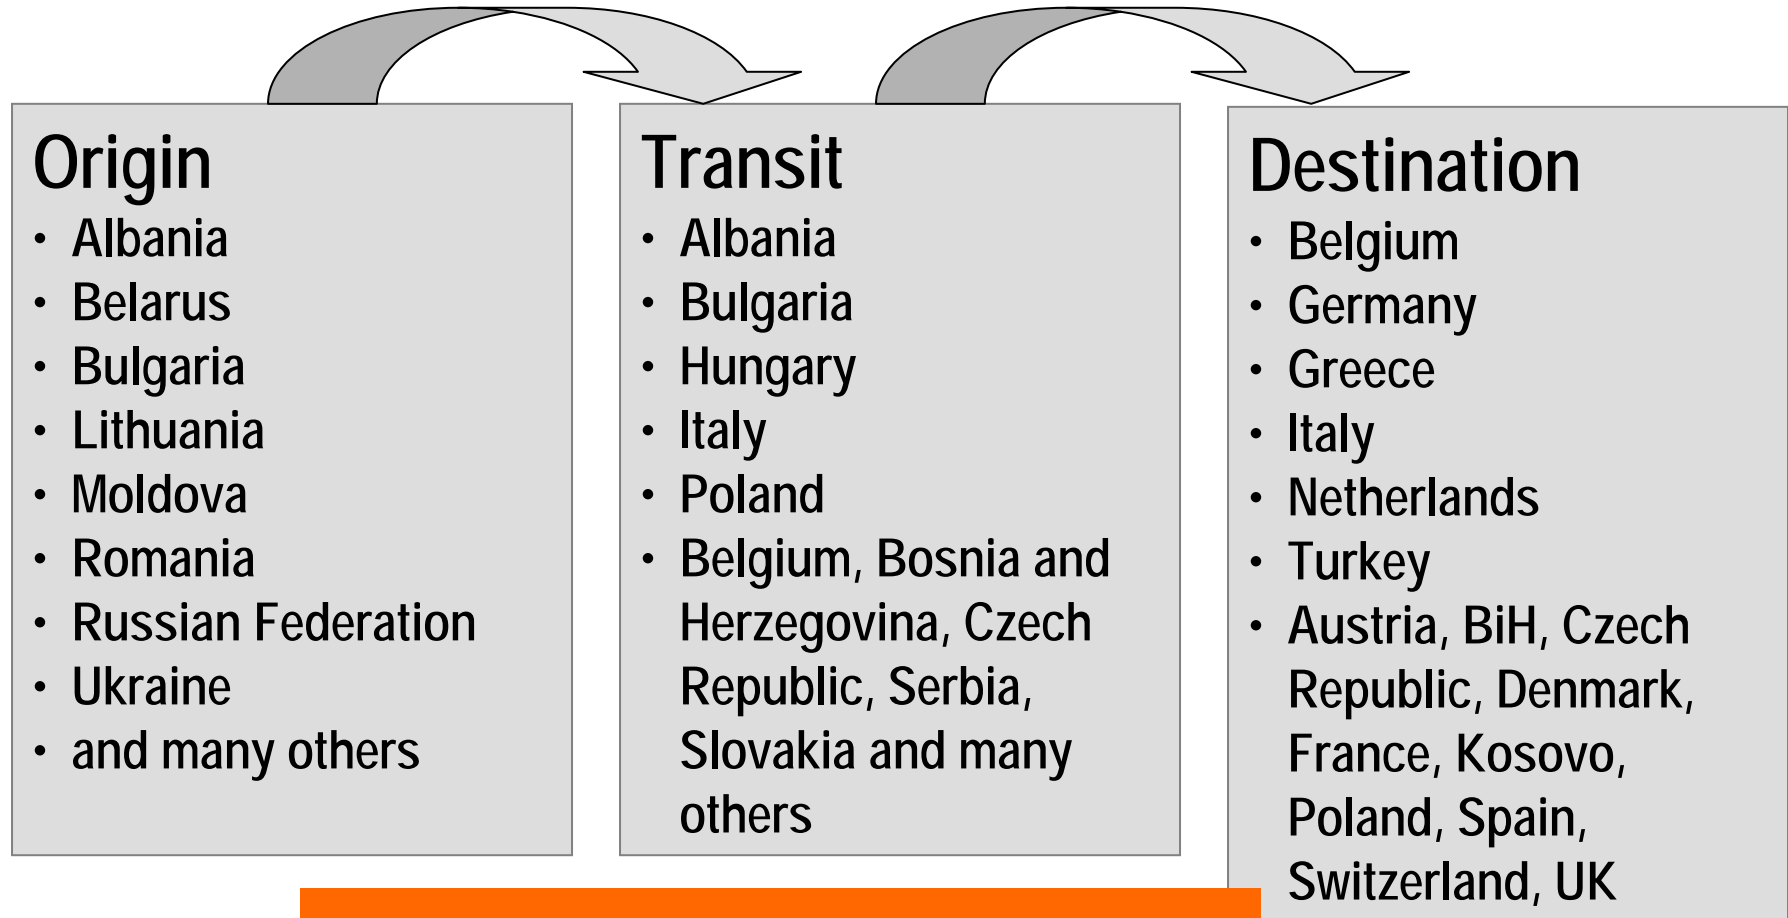 Origin
• Albania
• Belarus
• Bulgaria
• Lithuania
• Moldova
• Romania
• Russian Federation
• Ukraine
• and many others
Transit
• Albania
• Bulgaria
• Hungary
• Italy
• Poland
• Belgium, Bosnia and
Herzegovina, Czech
Republic, Serbia,
Slovakia and many
others
Destination
• Belgium
• Germany
• Greece
• Italy
• Netherlands
• Turkey
• Austria, BiH, Czech
Republic, Denmark,
France, Kosovo,
Poland, Spain,
Switzerland, UK